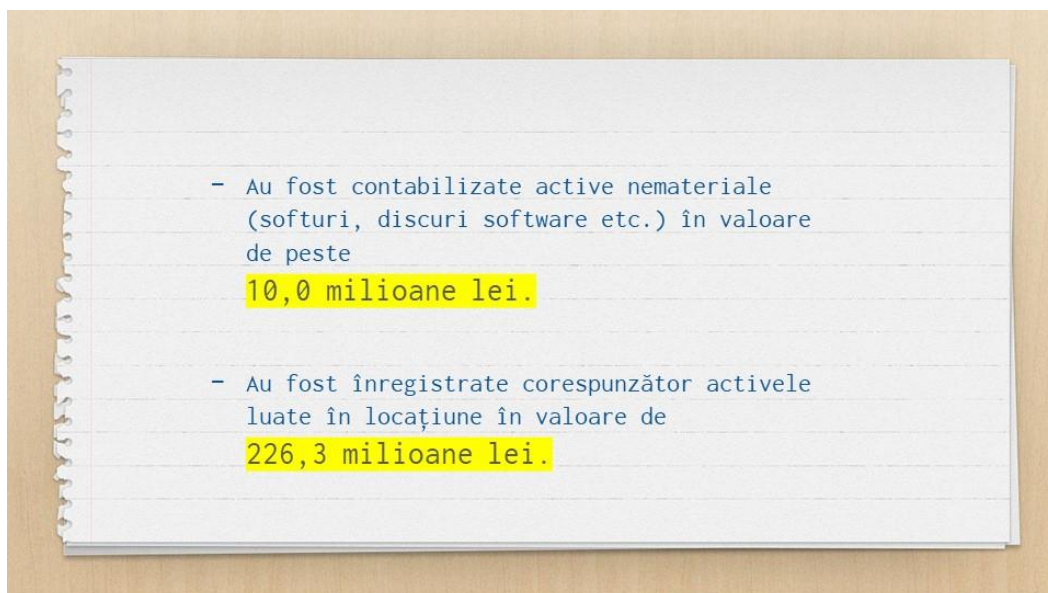 - Au fost contabilizate active nemateriale
(softuri, discuri software etc.) în valoare
de peste
10,0 milioane lei.
- Au fost înregistrate corespunzător activele
luate în locațiune în valoare de
226,3 milioane lei.